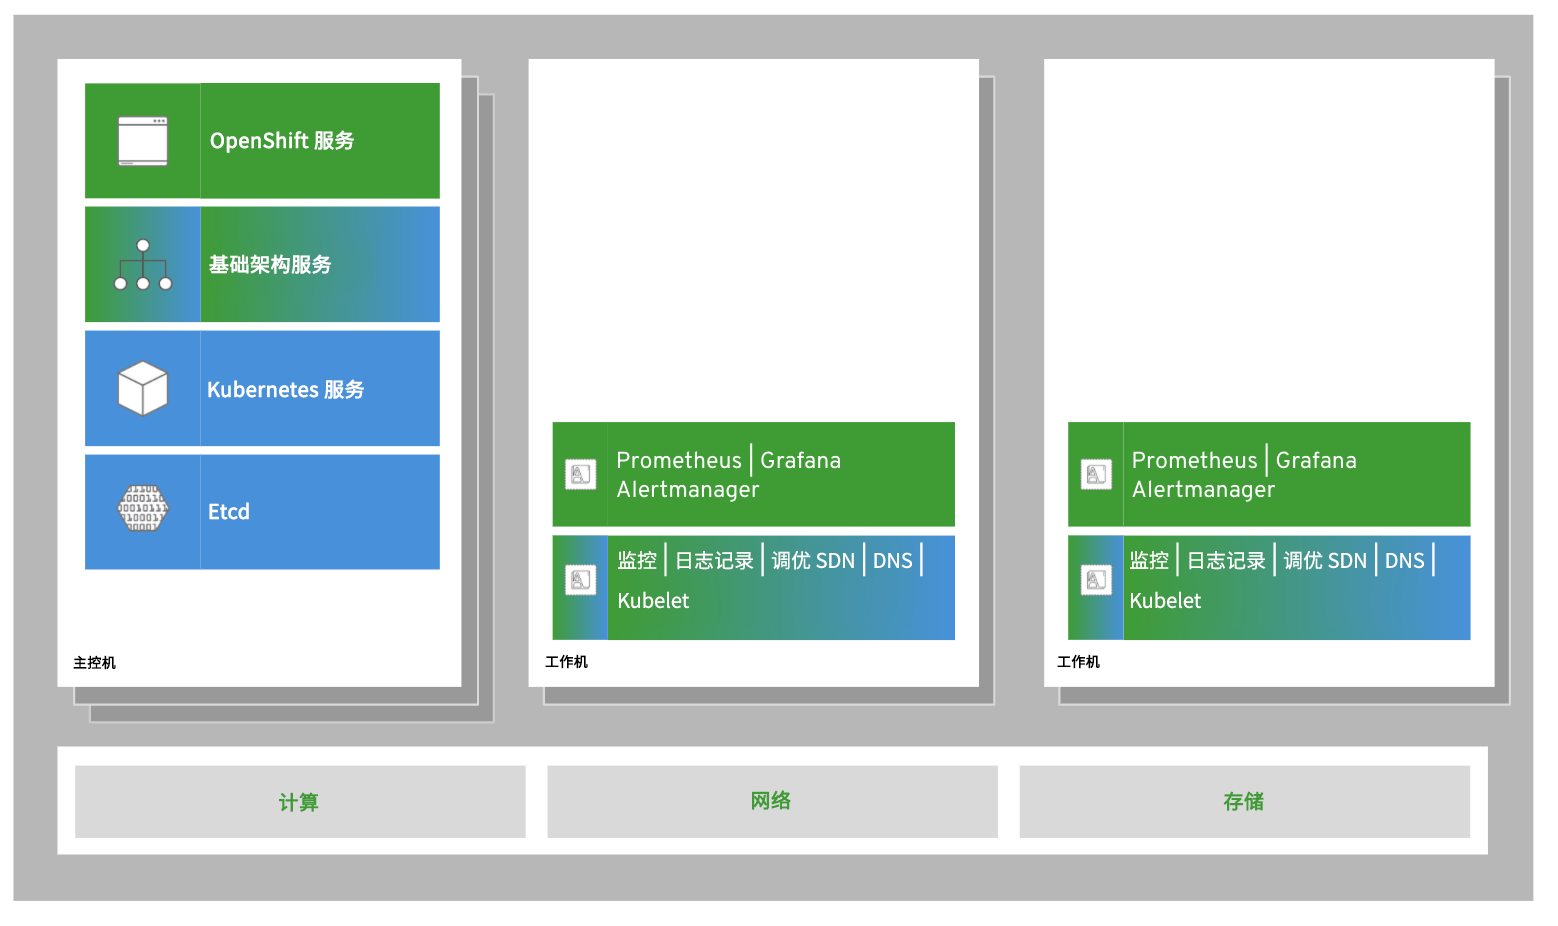 OpenShift 服务
基础架构服务
Kubernetes 服务
Etcd
主控机
Prometheus | Grafana
Alertmanager
监控 | 日志记录 | 调优 SDN | DNS |
Kubelet
工作机
Prometheus | Grafana
Alertmanager
监控 | 日志记录 | 调优 SDN | DNS |
Kubelet
工作机
计算
网络
存储